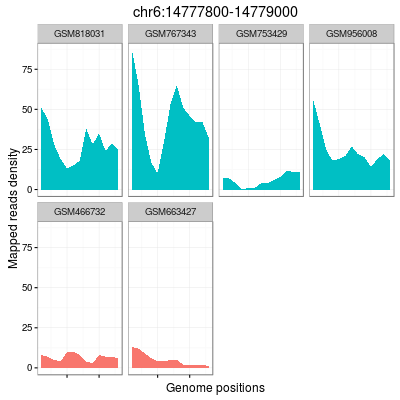 chr6:14777800-14779000
GSM818031 GSM767343 GSM753429 GSM956008
75
50
25
0
GSM466732 GSM663427
75
50
25
0
Mapped reads density
Genome positions